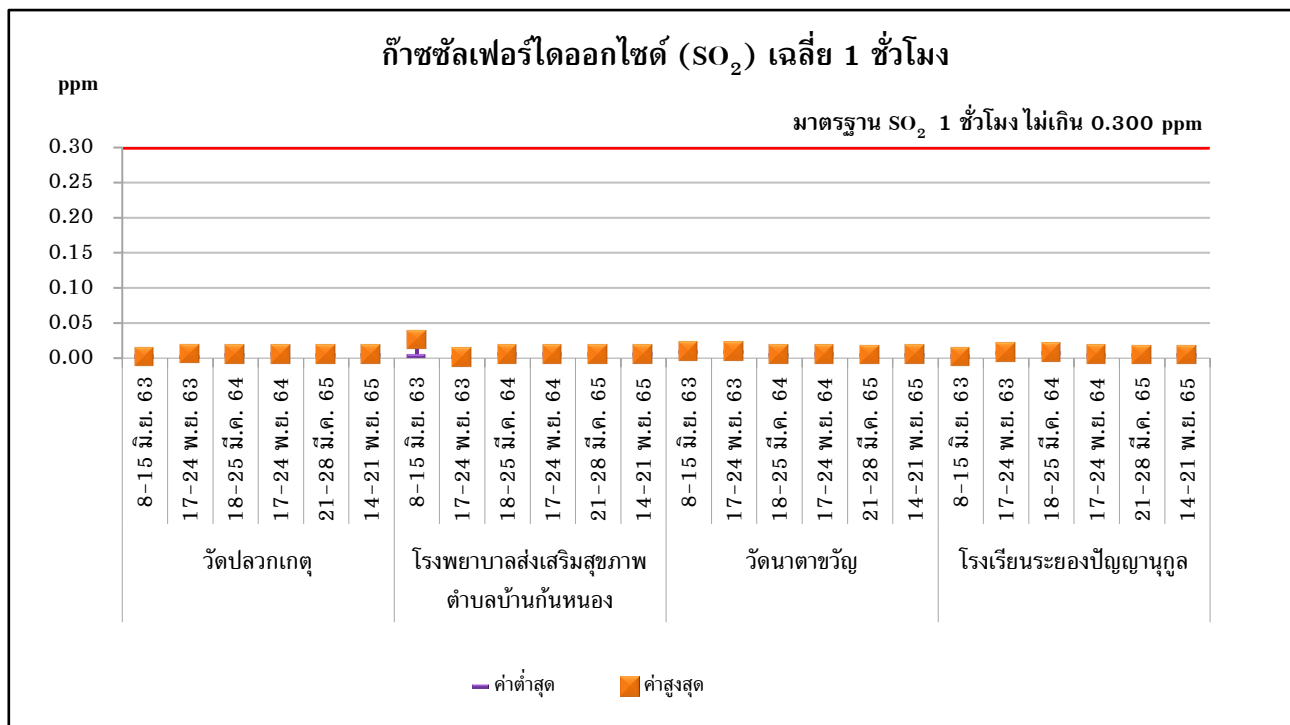 ก๊าซซัลเฟอร์ไดออกไซด์ (SO₂) เฉลี่ย 1 ชั่วโมง
ppm
มาตรฐาน SO₂ 1 ชั่วโมง ไม่เกิน 0.300 ppm
0.30
0.25
0.20
0.15
0.10
0.05
0.00
8-15 มิ.ย. 63
17-24 พ.ย. 63
18-25 มี.ค. 64
17-24 พ.ย. 64
21-28 มี.ค. 65
14-21 พ.ย. 65
8-15 มิ.ย. 63
17-24 พ.ย. 63
18-25 มี.ค. 64
17-24 พ.ย. 64
21-28 มี.ค. 65
14-21 พ.ย. 65
8-15 มิ.ย. 63
17-24 พ.ย. 63
18-25 มี.ค. 64
17-24 พ.ย. 64
21-28 มี.ค. 65
14-21 พ.ย. 65
8-15 มิ.ย. 63
17-24 พ.ย. 63
18-25 มี.ค. 64
17-24 พ.ย. 64
21-28 มี.ค. 65
14-21 พ.ย. 65
วัดปลวกเกตุ
โรงพยาบาลส่งเสริมสุขภาพ
ตำบลบ้านก้นหนอง
วัดนาตาขวัญ
โรงเรียนระยองปัญญานุกูล
ค่าต่ำสุด
ค่าสูงสุด